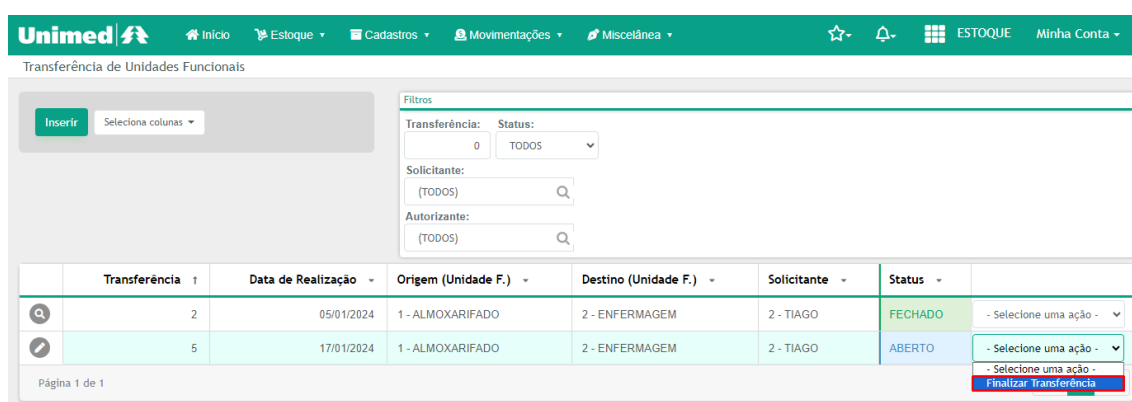 Unimed Início Estoque Cadastros Movimentações Miscelânea ESTOQUE Minha Conta
Transferência de Unidades Funcionais
Inserir Seleciona colunas
Filtros
Transferência: Status:
0 TODOS
Solicitante:
(TODOS)
Autorizante:
(TODOS)
Transferência ↑ Data de Realização Origem (Unidade F.) Destino (Unidade F.) Solicitante Status
2 05/01/2024 1 - ALMOXARIFADO 2 - ENFERMAGEM 2 - TIAGO FECHADO - Selecione uma ação -
5 17/01/2024 1 - ALMOXARIFADO 2 - ENFERMAGEM 2 - TIAGO ABERTO - Selecione uma ação -
- Selecione uma ação -
Finalizar Transferência
Página 1 de 1